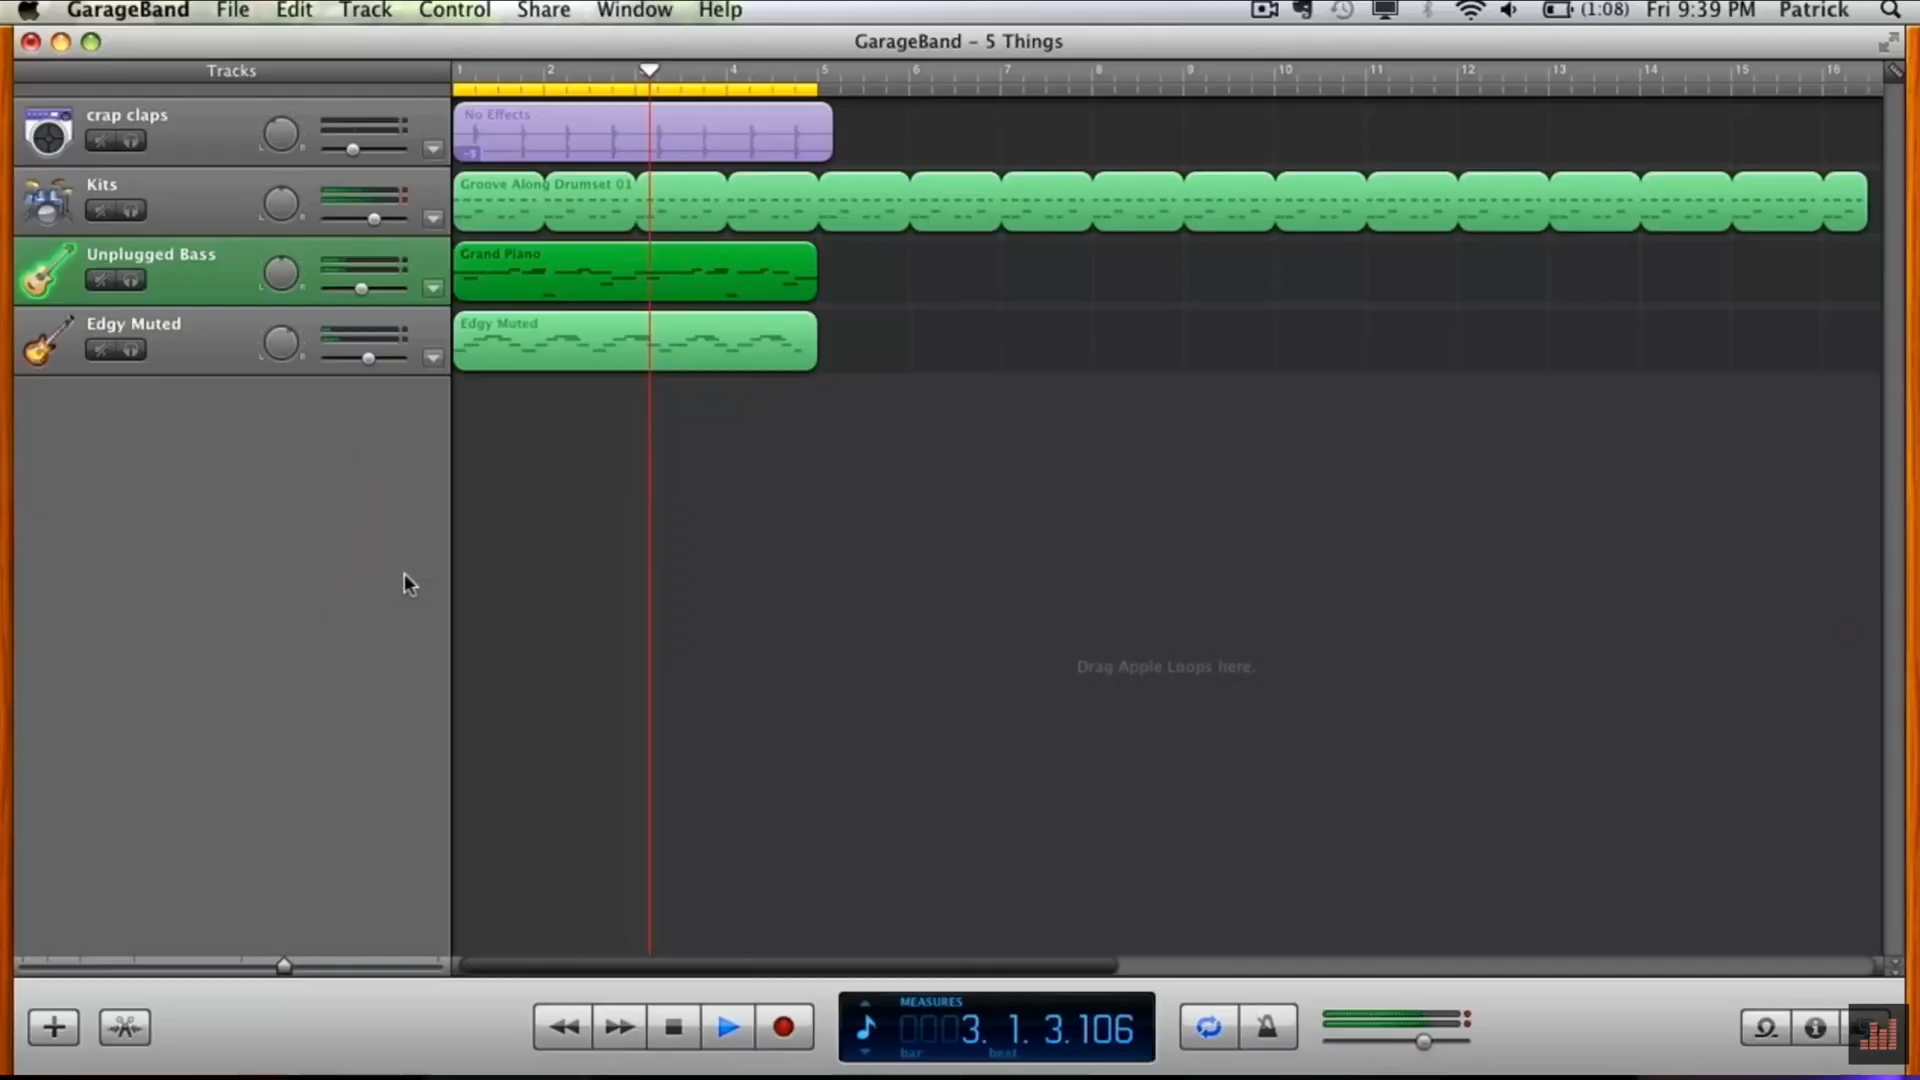 GarageBand File Edit Track Control Share Window Help (1:08) Fri 9:39 PM Patrick
GarageBand – 5 Things
Tracks
1 2 4 5 6 7 8 9 10 11 12 13 14 15 16
crap claps
No Effects
-5
L R
Kits
Groove Along Drumset 01
L R
Unplugged Bass
Grand Piano
L R
Edgy Muted
Edgy Muted
L R
Drag Apple Loops here.
MEASURES
0003. 1. 3.106
bar beat